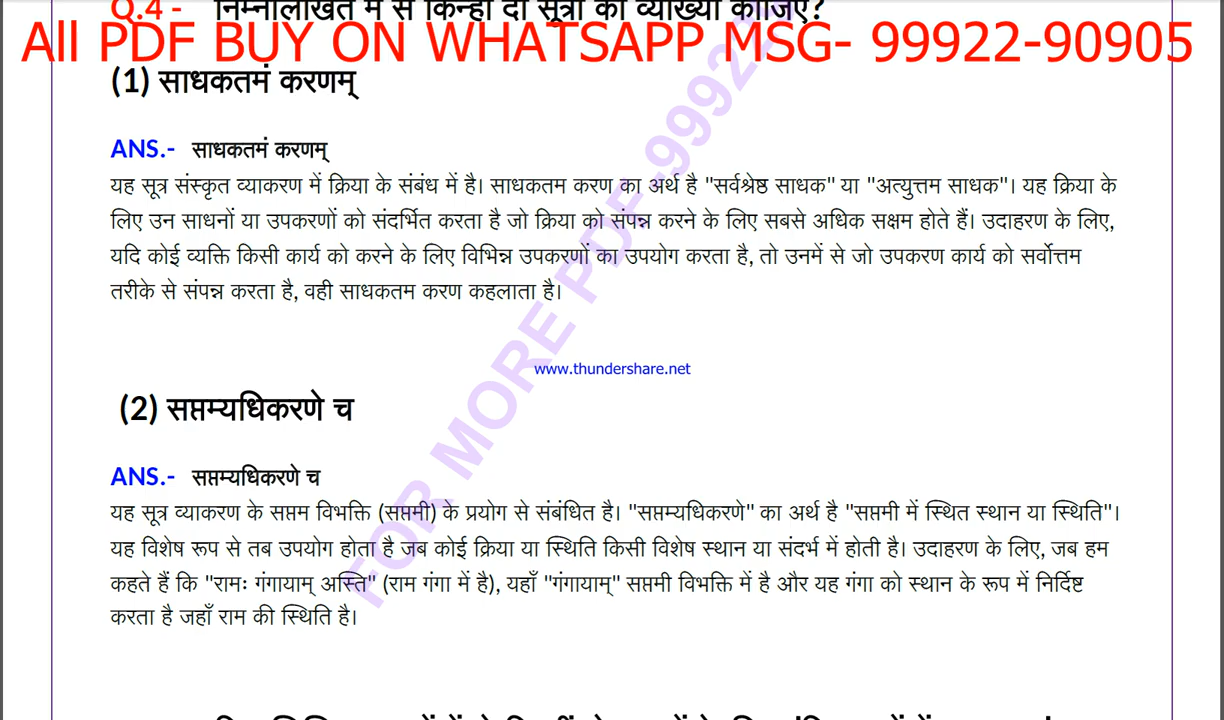 Q.4 - निम्नलिखित में से किन्हीं दो सूत्रों की व्याख्या कीजिए?
All PDF BUY ON WHATSAPP MSG- 99922-90905
(1) साधकतमं करणम्
ANS.- साधकतमं करणम्
यह सूत्र संस्कृत व्याकरण में क्रिया के संबंध में है। साधकतम करण का अर्थ है "सर्वश्रेष्ठ साधक" या "अत्युत्तम साधक"। यह क्रिया के
लिए उन साधनों या उपकरणों को संदर्भित करता है जो क्रिया को संपन्न करने के लिए सबसे अधिक सक्षम होते हैं। उदाहरण के लिए,
यदि कोई व्यक्ति किसी कार्य को करने के लिए विभिन्न उपकरणों का उपयोग करता है, तो उनमें से जो उपकरण कार्य को सर्वोत्तम
तरीके से संपन्न करता है, वही साधकतम करण कहलाता है।
FOR MORE PDF -9992
www.thundershare.net
(2) सप्तम्यधिकरणे च
ANS.- सप्तम्यधिकरणे च
यह सूत्र व्याकरण के सप्तम विभक्ति (सप्तमी) के प्रयोग से संबंधित है। "सप्तम्यधिकरणे" का अर्थ है "सप्तमी में स्थित स्थान या स्थिति"।
यह विशेष रूप से तब उपयोग होता है जब कोई क्रिया या स्थिति किसी विशेष स्थान या संदर्भ में होती है। उदाहरण के लिए, जब हम
कहते हैं कि "रामः गंगायाम् अस्ति" (राम गंगा में है), यहाँ "गंगायाम्" सप्तमी विभक्ति में है और यह गंगा को स्थान के रूप में निर्दिष्ट
करता है जहाँ राम की स्थिति है।